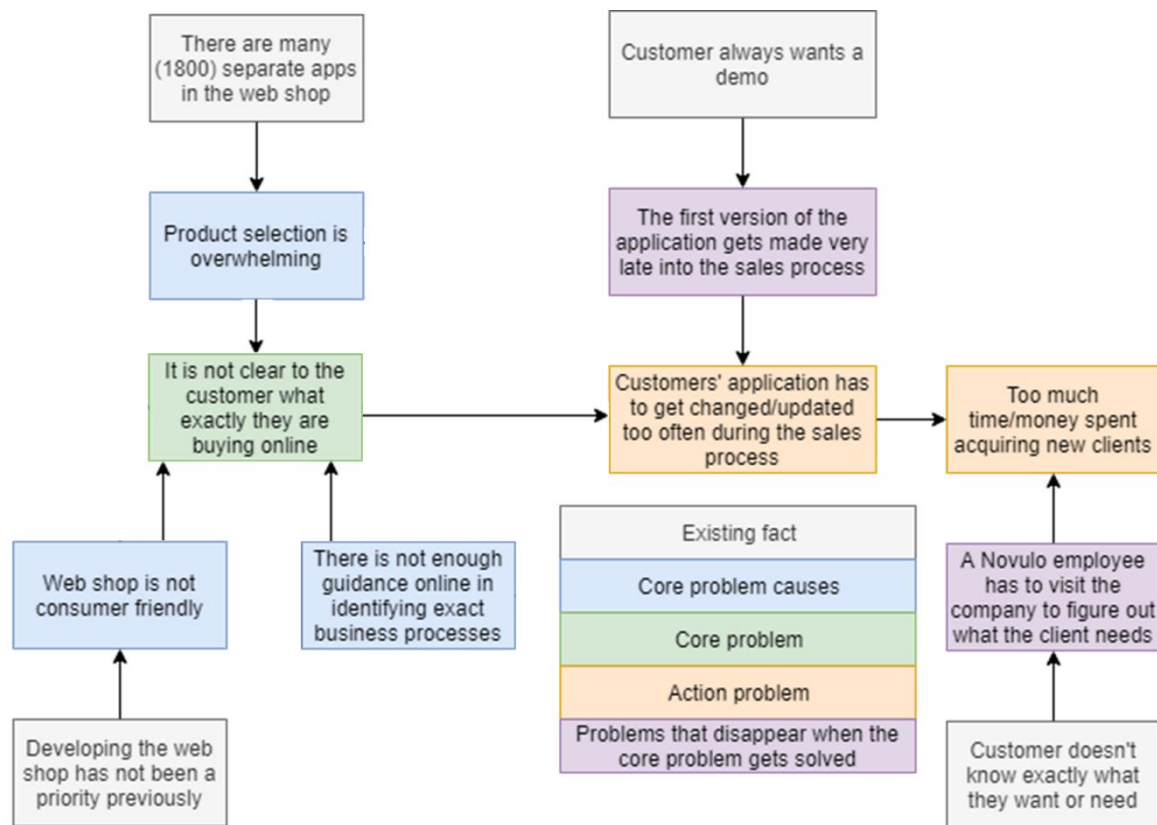 There are many
(1800) separate apps
in the web shop
Customer always wants a
demo
Product selection is
overwhelming
The first version of the
application gets made very
late into the sales process
It is not clear to the
customer what
exactly they are
buying online
Customers' application has
to get changed/updated
too often during the sales
process
Too much
time/money spent
acquiring new clients
Web shop is not
consumer friendly
There is not enough
guidance online in
identifying exact
business processes
Existing fact
Core problem causes
Core problem
Action problem
Problems that disappear when the
core problem gets solved
A Novulo employee
has to visit the
company to figure out
what the client needs
Developing the web
shop has not been a
priority previously
Customer doesn't
know exactly what
they want or need